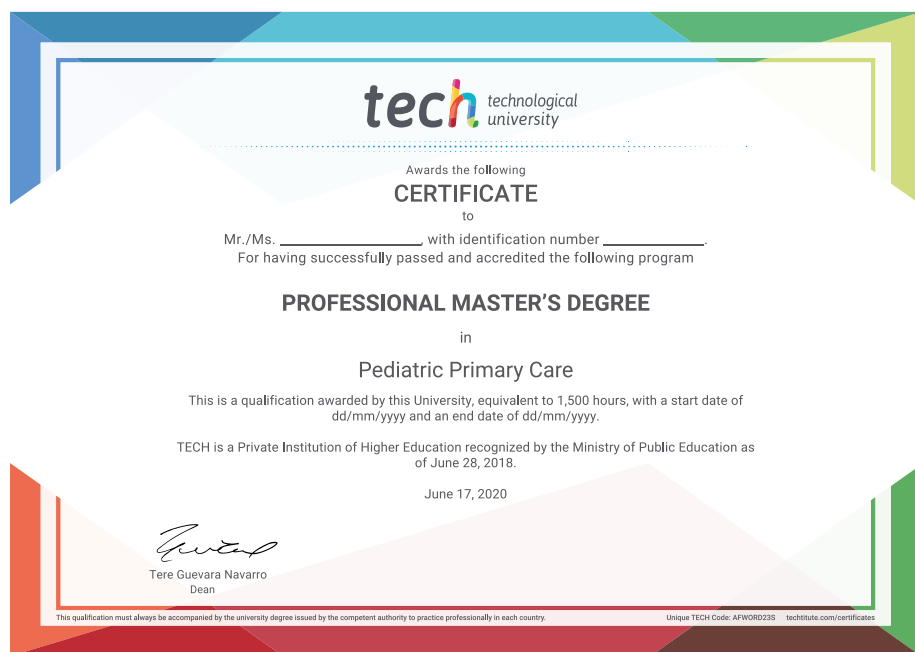 tech technological
university
Awards the following
CERTIFICATE
to
Mr./Ms. ____________________, with identification number ______________.
For having successfully passed and accredited the following program
PROFESSIONAL MASTER'S DEGREE
in
Pediatric Primary Care
This is a qualification awarded by this University, equivalent to 1,500 hours, with a start date of
dd/mm/yyyy and an end date of dd/mm/yyyy.
TECH is a Private Institution of Higher Education recognized by the Ministry of Public Education as
of June 28, 2018.
June 17, 2020
Tere Guevara Navarro
Dean
This qualification must always be accompanied by the university degree issued by the competent authority to practice professionally in each country.
Unique TECH Code: AFWORD23S techtitute.com/certificates